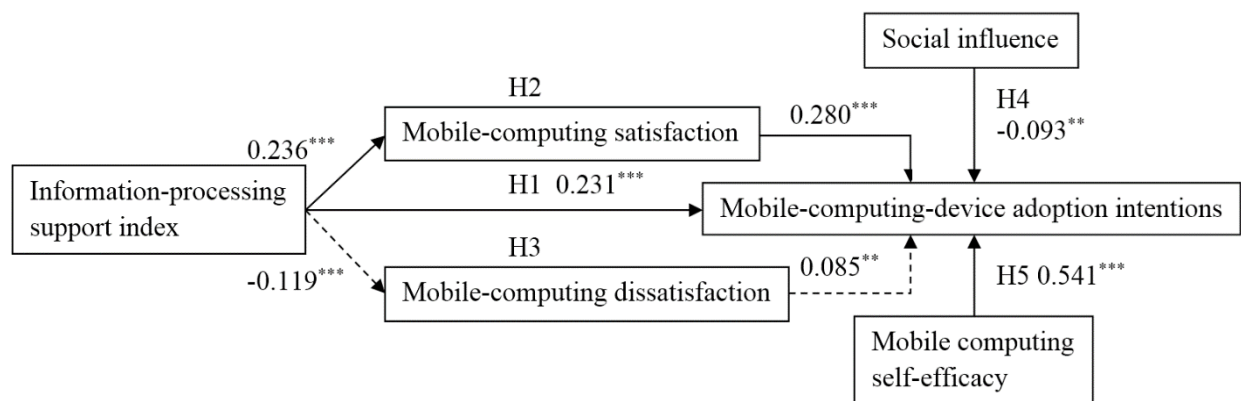 Social influence
H2
H4
-0.093**
0.280***
Mobile-computing satisfaction
0.236***
Information-processing
support index
H1 0.231***
Mobile-computing-device adoption intentions
H3
-0.119***
0.085**
Mobile-computing dissatisfaction
H5 0.541***
Mobile computing
self-efficacy